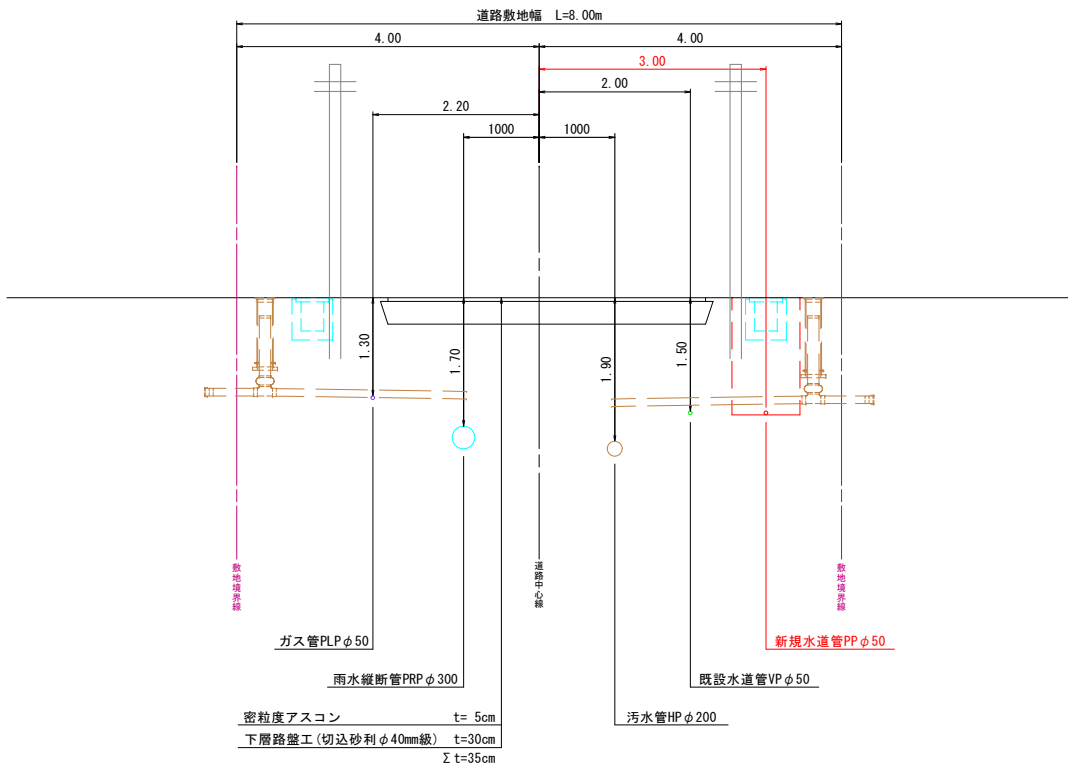 道路敷地幅 L=8.00m
4.00
4.00
3.00
2.00
2.20
1000
1000
1.30
1.70
1.90
1.50
敷地境界線
道路中心線
敷地境界線
ガス管PLPφ50
新規水道管PPφ50
雨水縦断管PRPφ300
既設水道管VPφ50
密粒度アスコン t= 5cm
汚水管HPφ200
下層路盤工(切込砂利φ40mm級) t=30cm
Σt=35cm